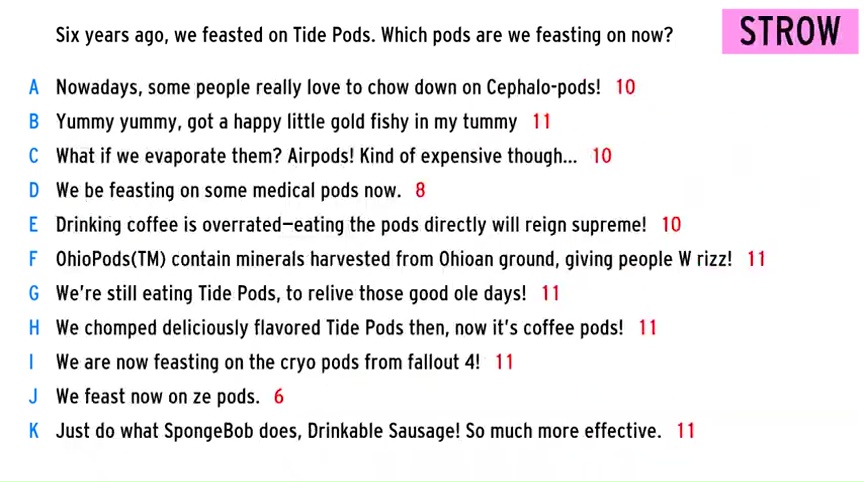 Six years ago, we feasted on Tide Pods. Which pods are we feasting on now?
STROW
A Nowadays, some people really love to chow down on Cephalo-pods! 10
B Yummy yummy, got a happy little gold fishy in my tummy 11
C What if we evaporate them? Airpods! Kind of expensive though... 10
D We be feasting on some medical pods now. 8
E Drinking coffee is overrated—eating the pods directly will reign supreme! 10
F OhioPods(TM) contain minerals harvested from Ohioan ground, giving people W rizz! 11
G We're still eating Tide Pods, to relive those good ole days! 11
H We chomped deliciously flavored Tide Pods then, now it's coffee pods! 11
I We are now feasting on the cryo pods from fallout 4! 11
J We feast now on ze pods. 6
K Just do what SpongeBob does, Drinkable Sausage! So much more effective. 11